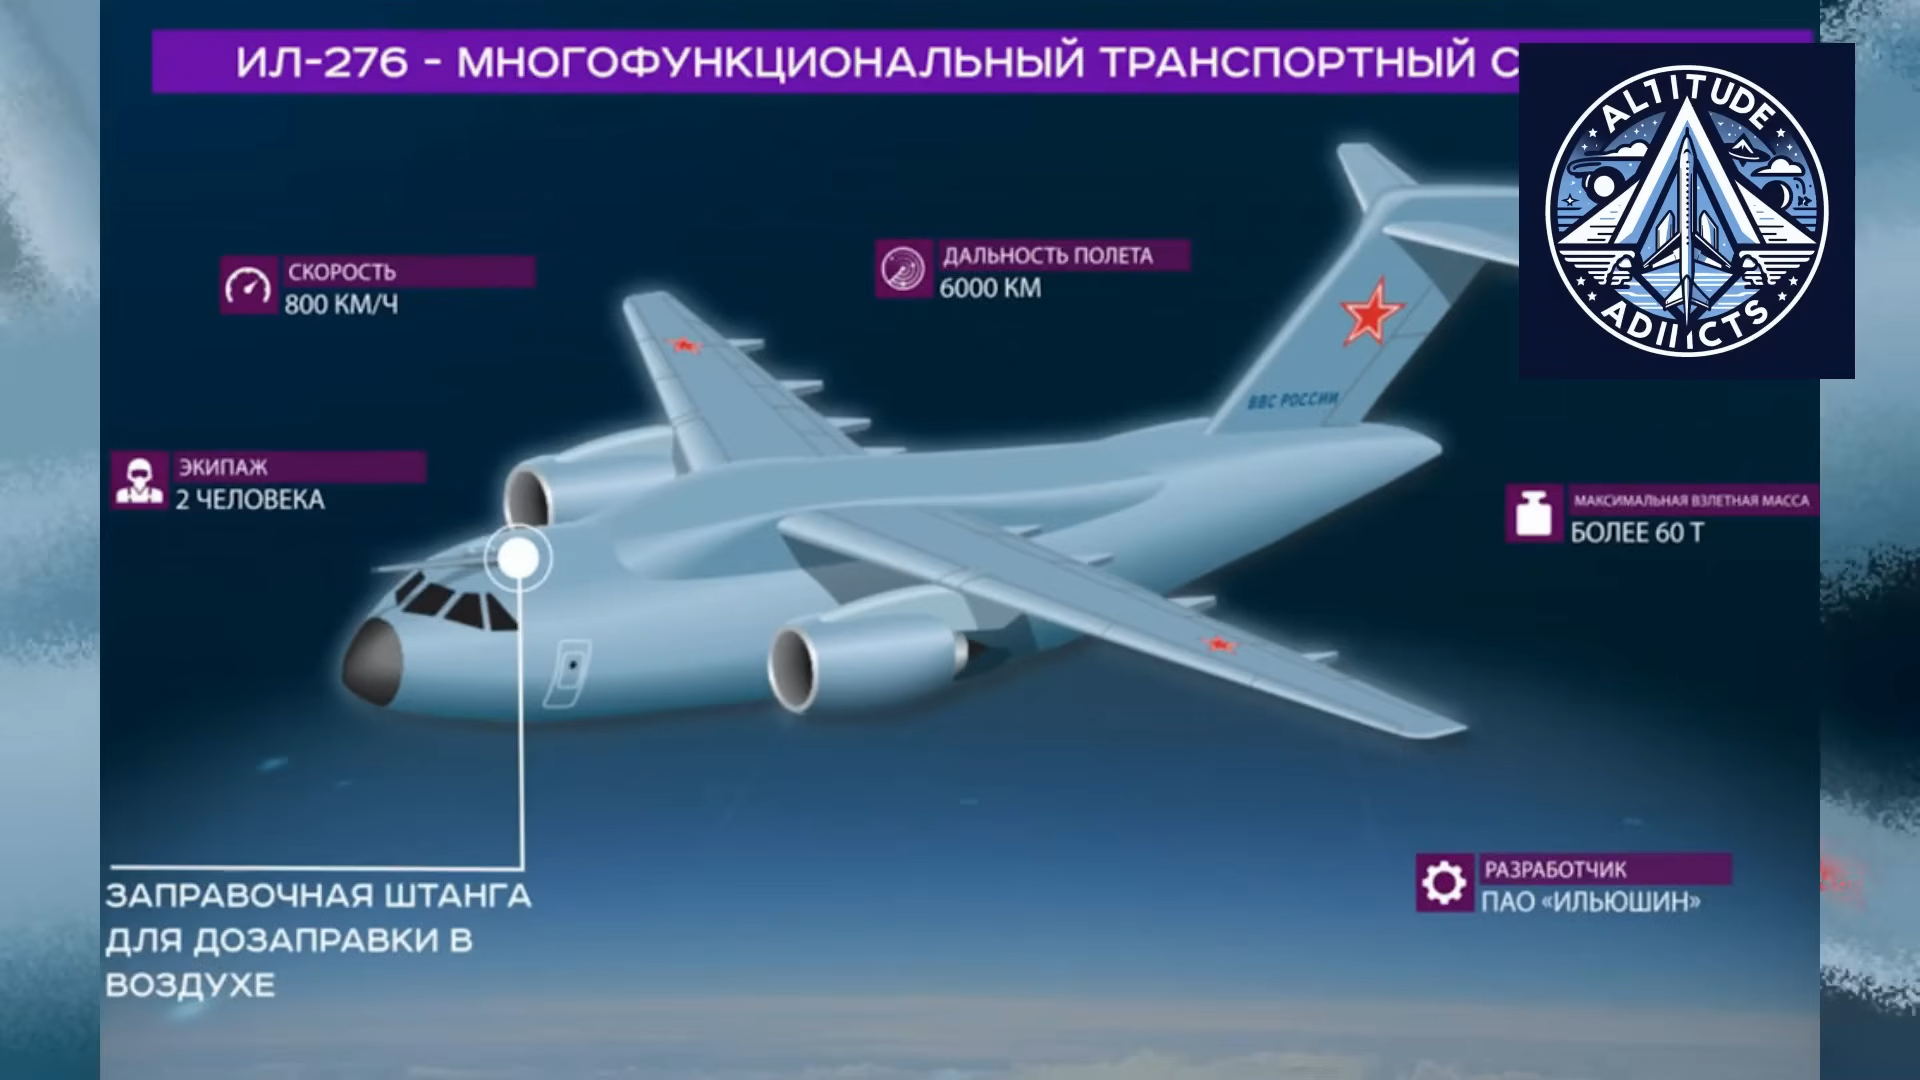 ИЛ-276 - МНОГОФУНКЦИОНАЛЬНЫЙ ТРАНСПОРТНЫЙ С
ALTITUDE
ADIIICTS
СКОРОСТЬ
800 КМ/Ч
ДАЛЬНОСТЬ ПОЛЕТА
6000 КМ
ВВС РОССИИ
ЭКИПАЖ
2 ЧЕЛОВЕКА
МАКСИМАЛЬНАЯ ВЗЛЕТНАЯ МАССА
БОЛЕЕ 60 Т
РАЗРАБОТЧИК
ПАО «ИЛЬЮШИН»
ЗАПРАВОЧНАЯ ШТАНГА
ДЛЯ ДОЗАПРАВКИ В
ВОЗДУХЕ